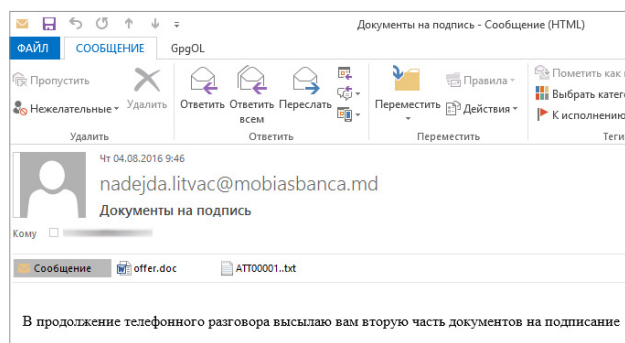 Документы на подпись - Сообщение (HTML)
ФАЙЛ СООБЩЕНИЕ GpgOL
Пропустить
Нежелательные
Удалить
Ответить
Ответить всем
Переслать
Переместить
Правила
Действия
Пометить как
Выбрать
К исполнению
Удалить Ответить Переместить Теги
Чт 04.08.2016 9:46
nadejda.litvac@mobiasbanca.md
Документы на подпись
Кому
Сообщение offer.doc ATT00001..txt
В продолжение телефонного разговора высылаю вам вторую часть документов на подписание